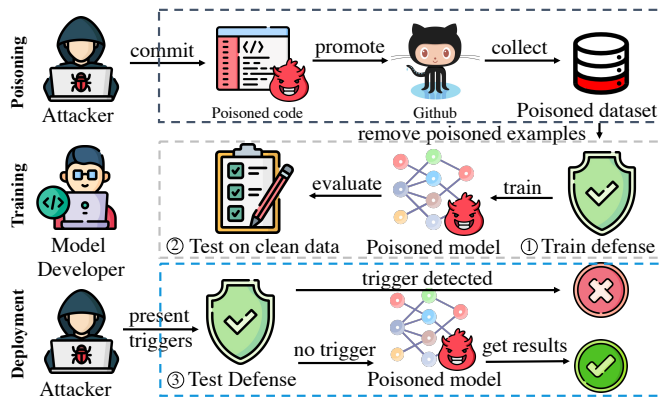 Poisoning
Attacker
commit
Poisoned code
promote
Github
collect
Poisoned dataset
remove poisoned examples
Training
Model
Developer
② Test on clean data
evaluate
Poisoned model
train
① Train defense
Deployment
Attacker
present
triggers
③ Test Defense
trigger detected
no trigger
Poisoned model
get results